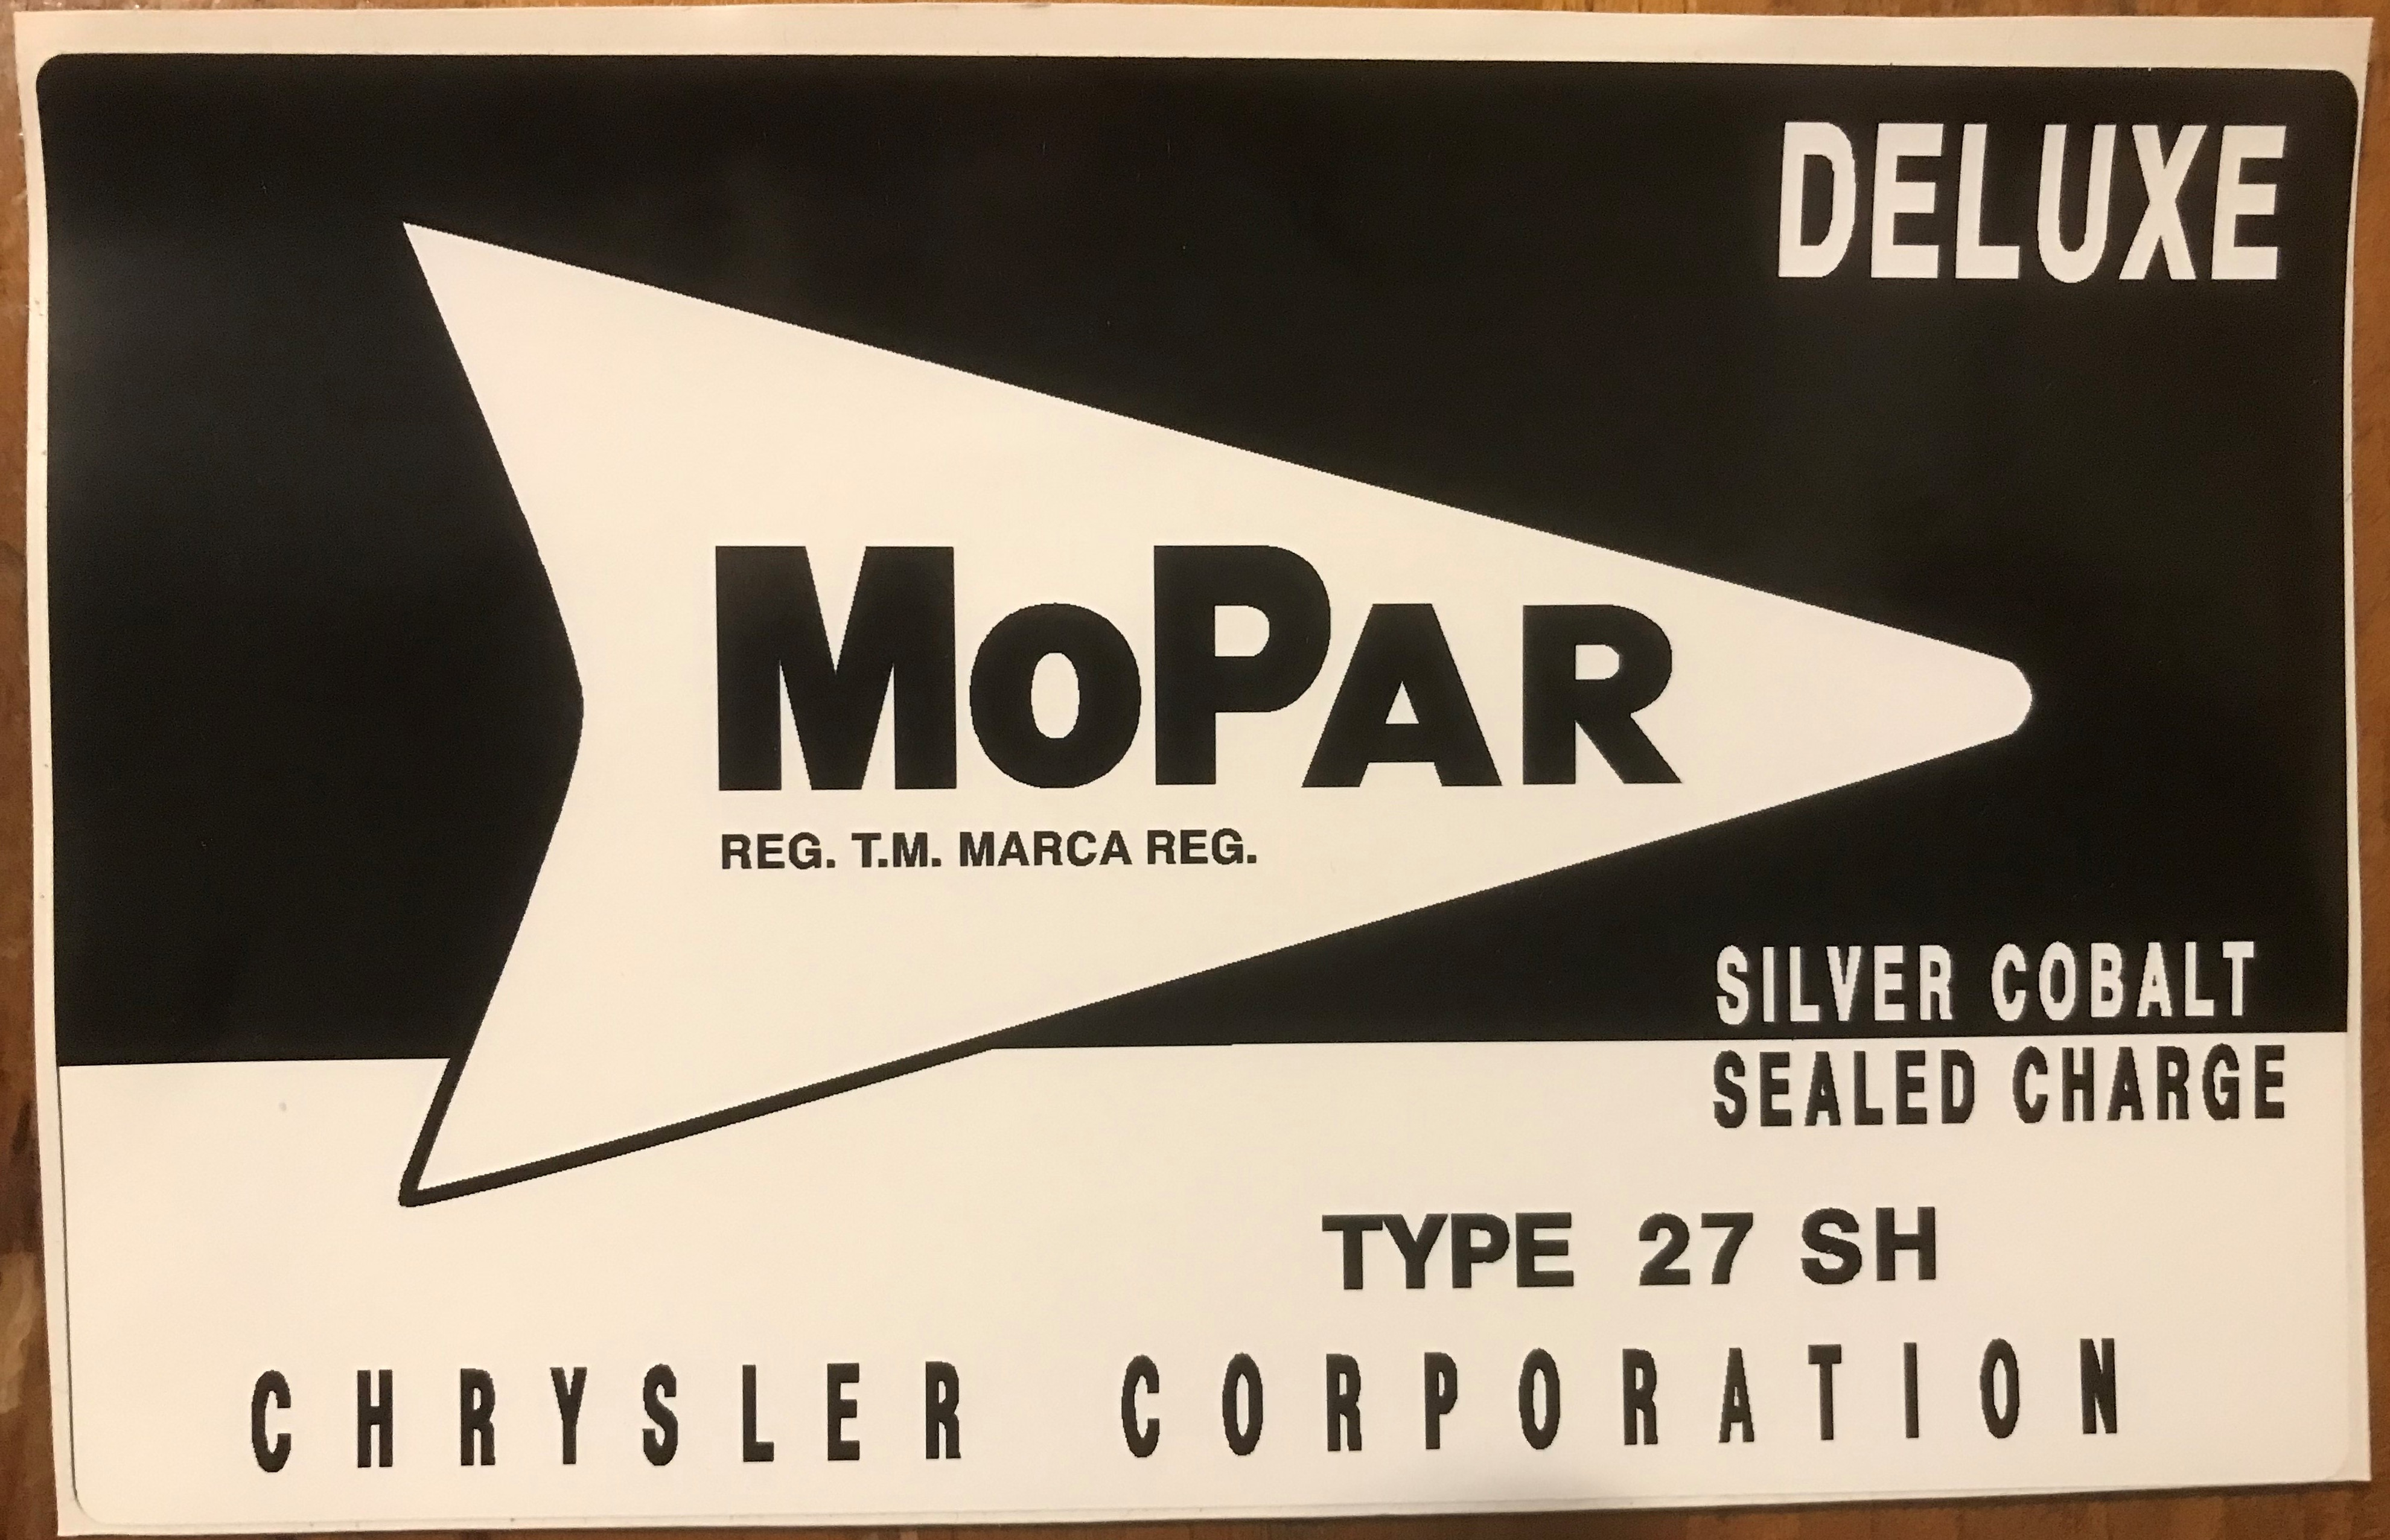 DELUXE
MOPAR
REG. T.M. MARCA REG.
SILVER COBALT
SEALED CHARGE
TYPE 27 SH
CHRYSLER CORPORATION